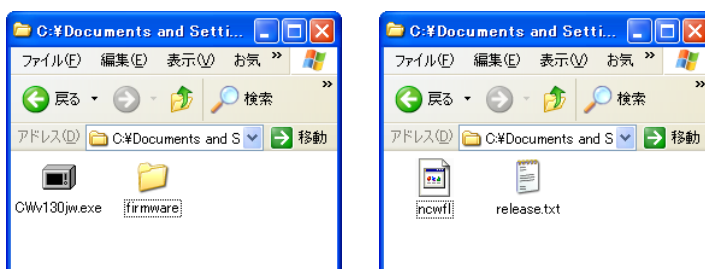 C:¥Documents and Setti...
ファイル(F) 編集(E) 表示(V) お気 »
戻る 検索 »
アドレス(D) C:¥Documents and S 移動
CWv130jw.exe firmware
C:¥Documents and Setti...
ファイル(F) 編集(E) 表示(V) お気 »
戻る 検索 »
アドレス(D) C:¥Documents and S 移動
ncwfl release.txt